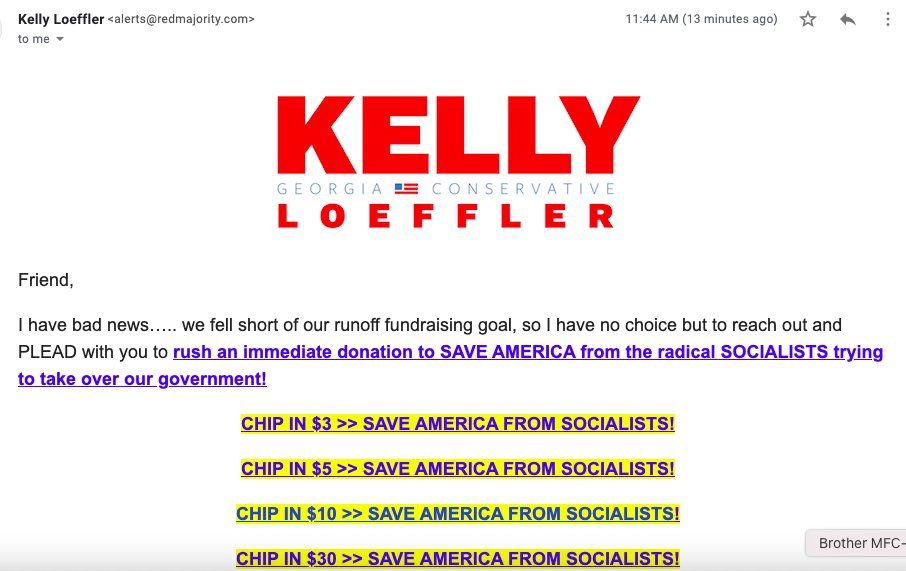 Kelly Loeffler <alerts@redmajority.com> 11:44 AM (13 minutes ago)
to me
KELLY
GEORGIA CONSERVATIVE
LOEFFLER
Friend,
I have bad news….. we fell short of our runoff fundraising goal, so I have no choice but to reach out and
PLEAD with you to rush an immediate donation to SAVE AMERICA from the radical SOCIALISTS trying
to take over our government!
CHIP IN $3 >> SAVE AMERICA FROM SOCIALISTS!
CHIP IN $5 >> SAVE AMERICA FROM SOCIALISTS!
CHIP IN $10 >> SAVE AMERICA FROM SOCIALISTS!
Brother MFC-
CHIP IN $30 >> SAVE AMERICA FROM SOCIALISTS!